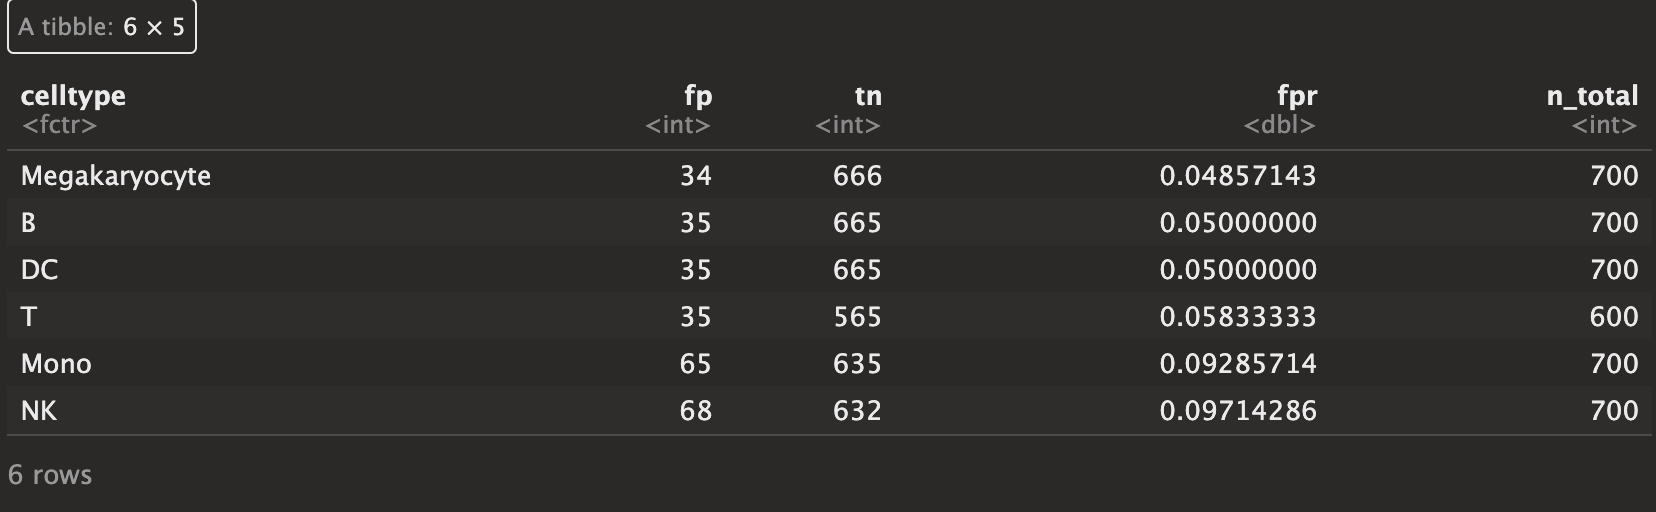 A tibble: 6 × 5
celltype fp tn fpr n_total
<fctr> <int> <int> <dbl> <int>
Megakaryocyte 34 666 0.04857143 700
B 35 665 0.05000000 700
DC 35 665 0.05000000 700
T 35 565 0.05833333 600
Mono 65 635 0.09285714 700
NK 68 632 0.09714286 700
6 rows